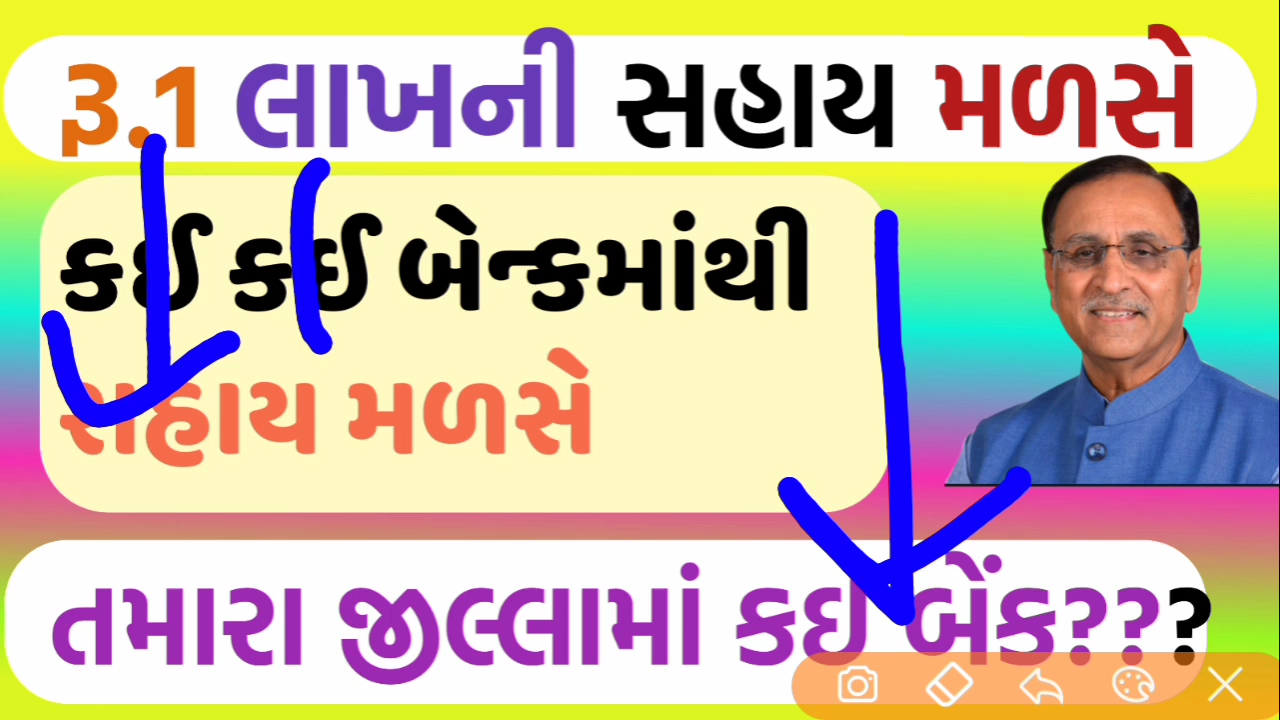 રૂ.1 લાખની સહાય મળસે
કઈ કઈ બેન્કમાંથી
સહાય મળસે
તમારા જીલ્લામાં કઇ બેંક???